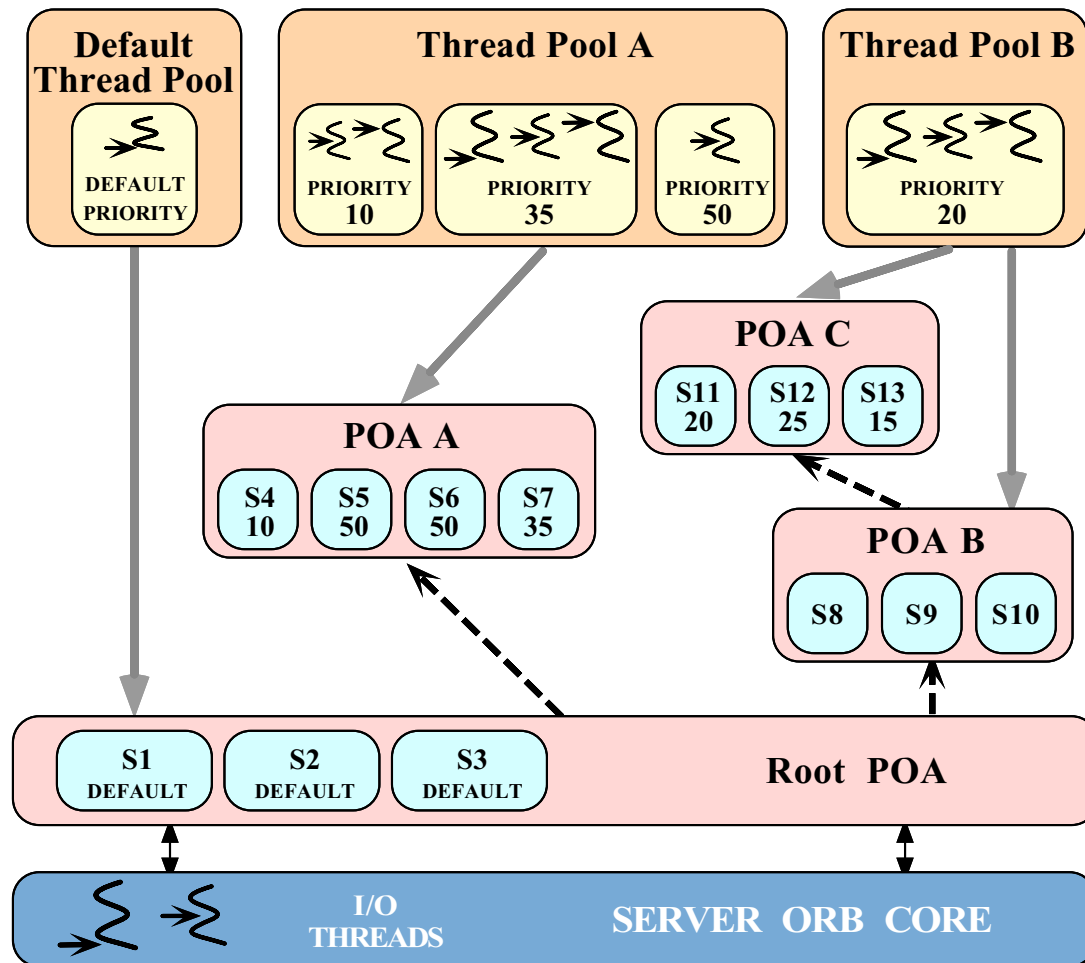 Default
Thread Pool
DEFAULT
PRIORITY
Thread Pool A
PRIORITY
10
PRIORITY
35
PRIORITY
50
Thread Pool B
PRIORITY
20
POA C
S11
20
S12
25
S13
15
POA A
S4
10
S5
50
S6
50
S7
35
POA B
S8
S9
S10
S1
DEFAULT
S2
DEFAULT
S3
DEFAULT
Root POA
I/O
THREADS
SERVER ORB CORE